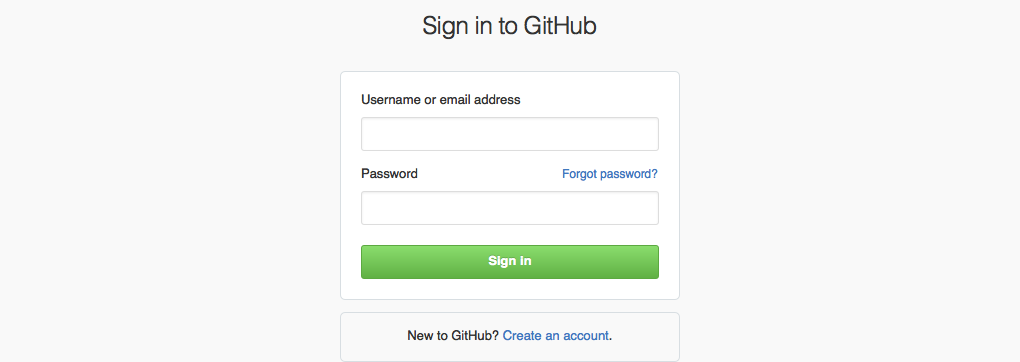 Sign in to GitHub
Username or email address
Password Forgot password?
Sign in
New to GitHub? Create an account.